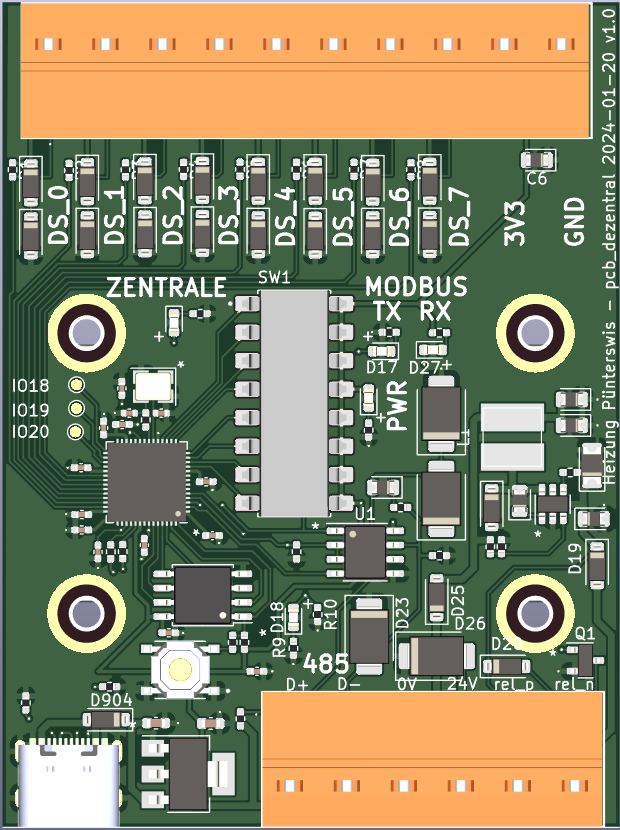 Heizung Pünterswis - pcb_dezentral 2024-01-20 v1.0
C6
DS_0
DS_1
DS_2
DS_3
DS_4
DS_5
DS_6
DS_7
3V3
GND
SW1
ZENTRALE
MODBUS
TX RX
+
D17
D27+
*
IO18
IO19
IO20
PWR
+
L1
U1
*
*
*
D19
D18
+
R10
R9
*
D23
D25
D26
485
D20
Q1
*
D+ D- 0V 24V rel_p rel_n
D904
*